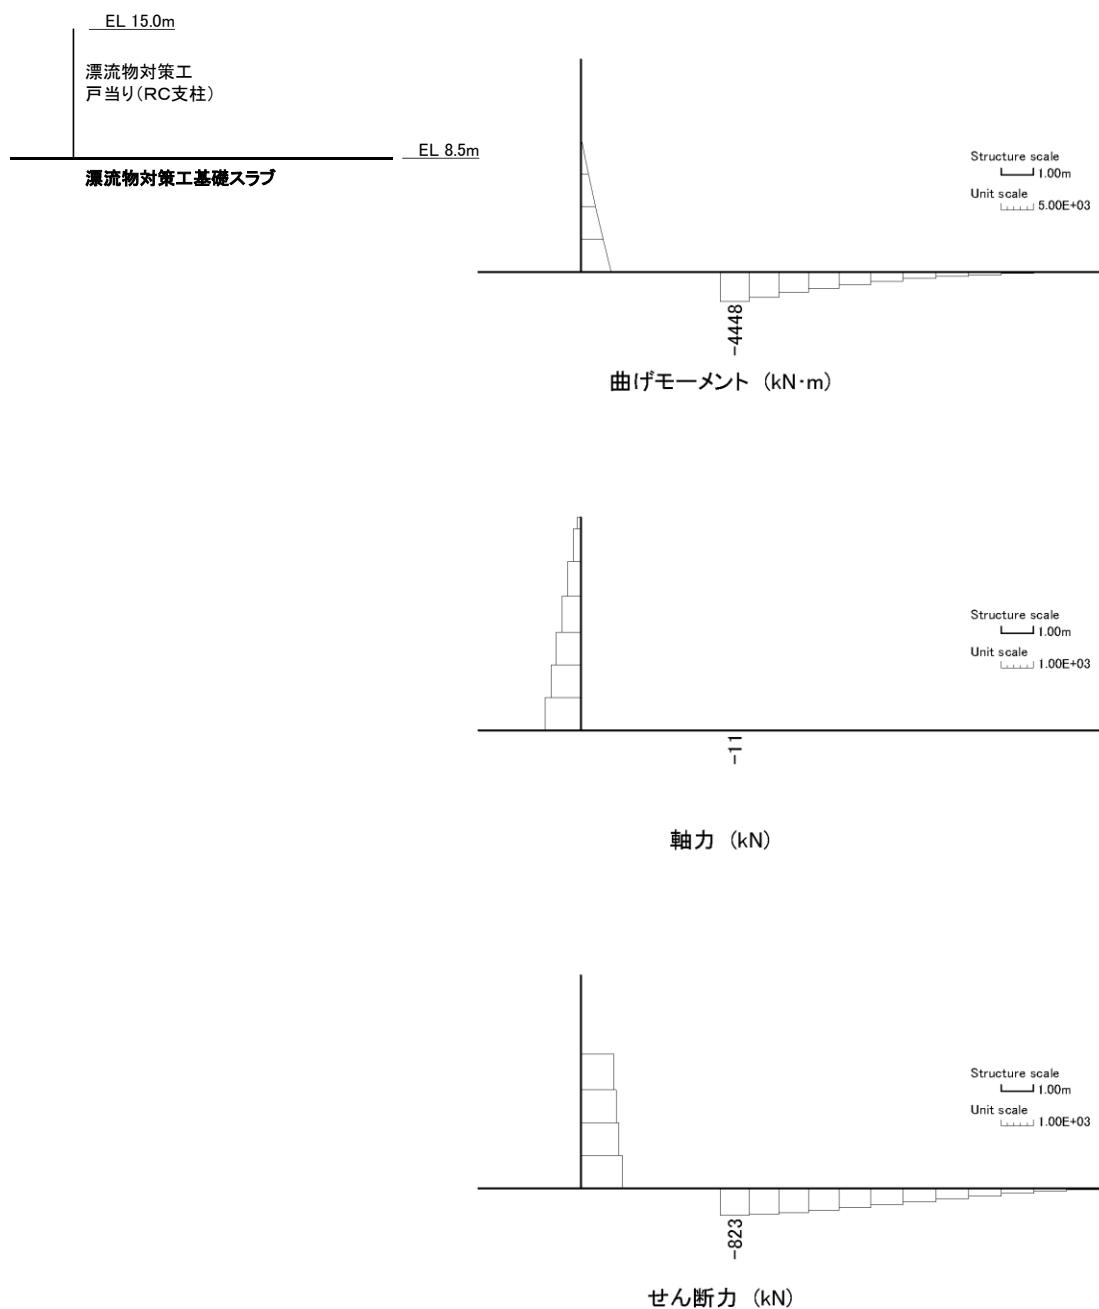 EL 15.0m
漂流物対策工
戸当り(RC支柱)
EL 8.5m
漂流物対策工基礎スラブ
Structure scale
1.00m
Unit scale
5.00E+03
-4448
曲げモーメント (kN・m)
Structure scale
1.00m
Unit scale
1.00E+03
-11
軸力 (kN)
Structure scale
1.00m
Unit scale
1.00E+03
-823
せん断力 (kN)